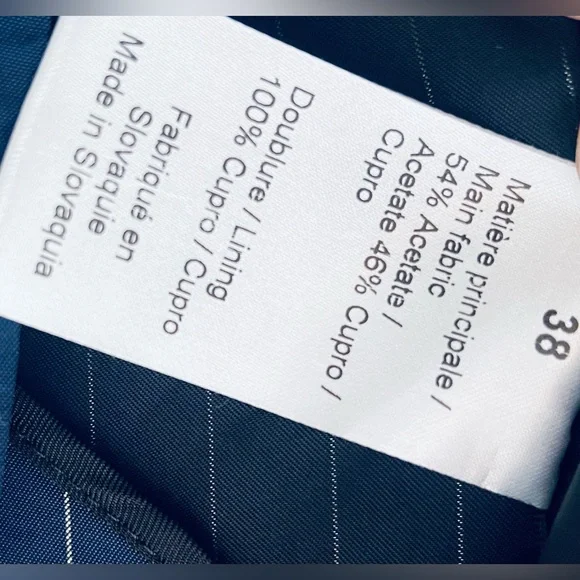 38
Matière principale /
Main fabric
54% Acetate /
Acetate 46% Cupro /
Cupro
Doublure / Lining
100% Cupro / Cupro
Fabriqué en
Slovaquie
Made in Slovaquia